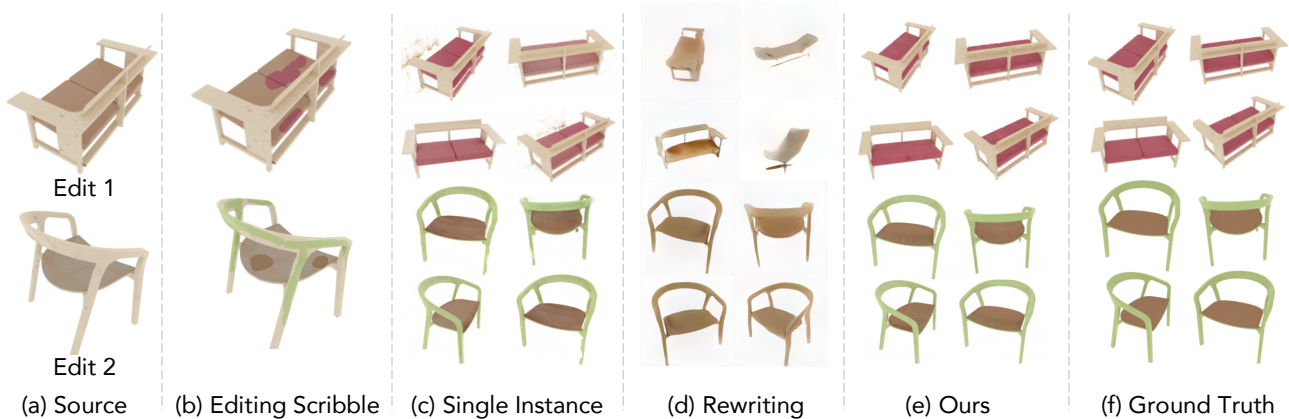 Edit 1
Edit 2
(a) Source
(b) Editing Scribble
(c) Single Instance
(d) Rewriting
(e) Ours
(f) Ground Truth